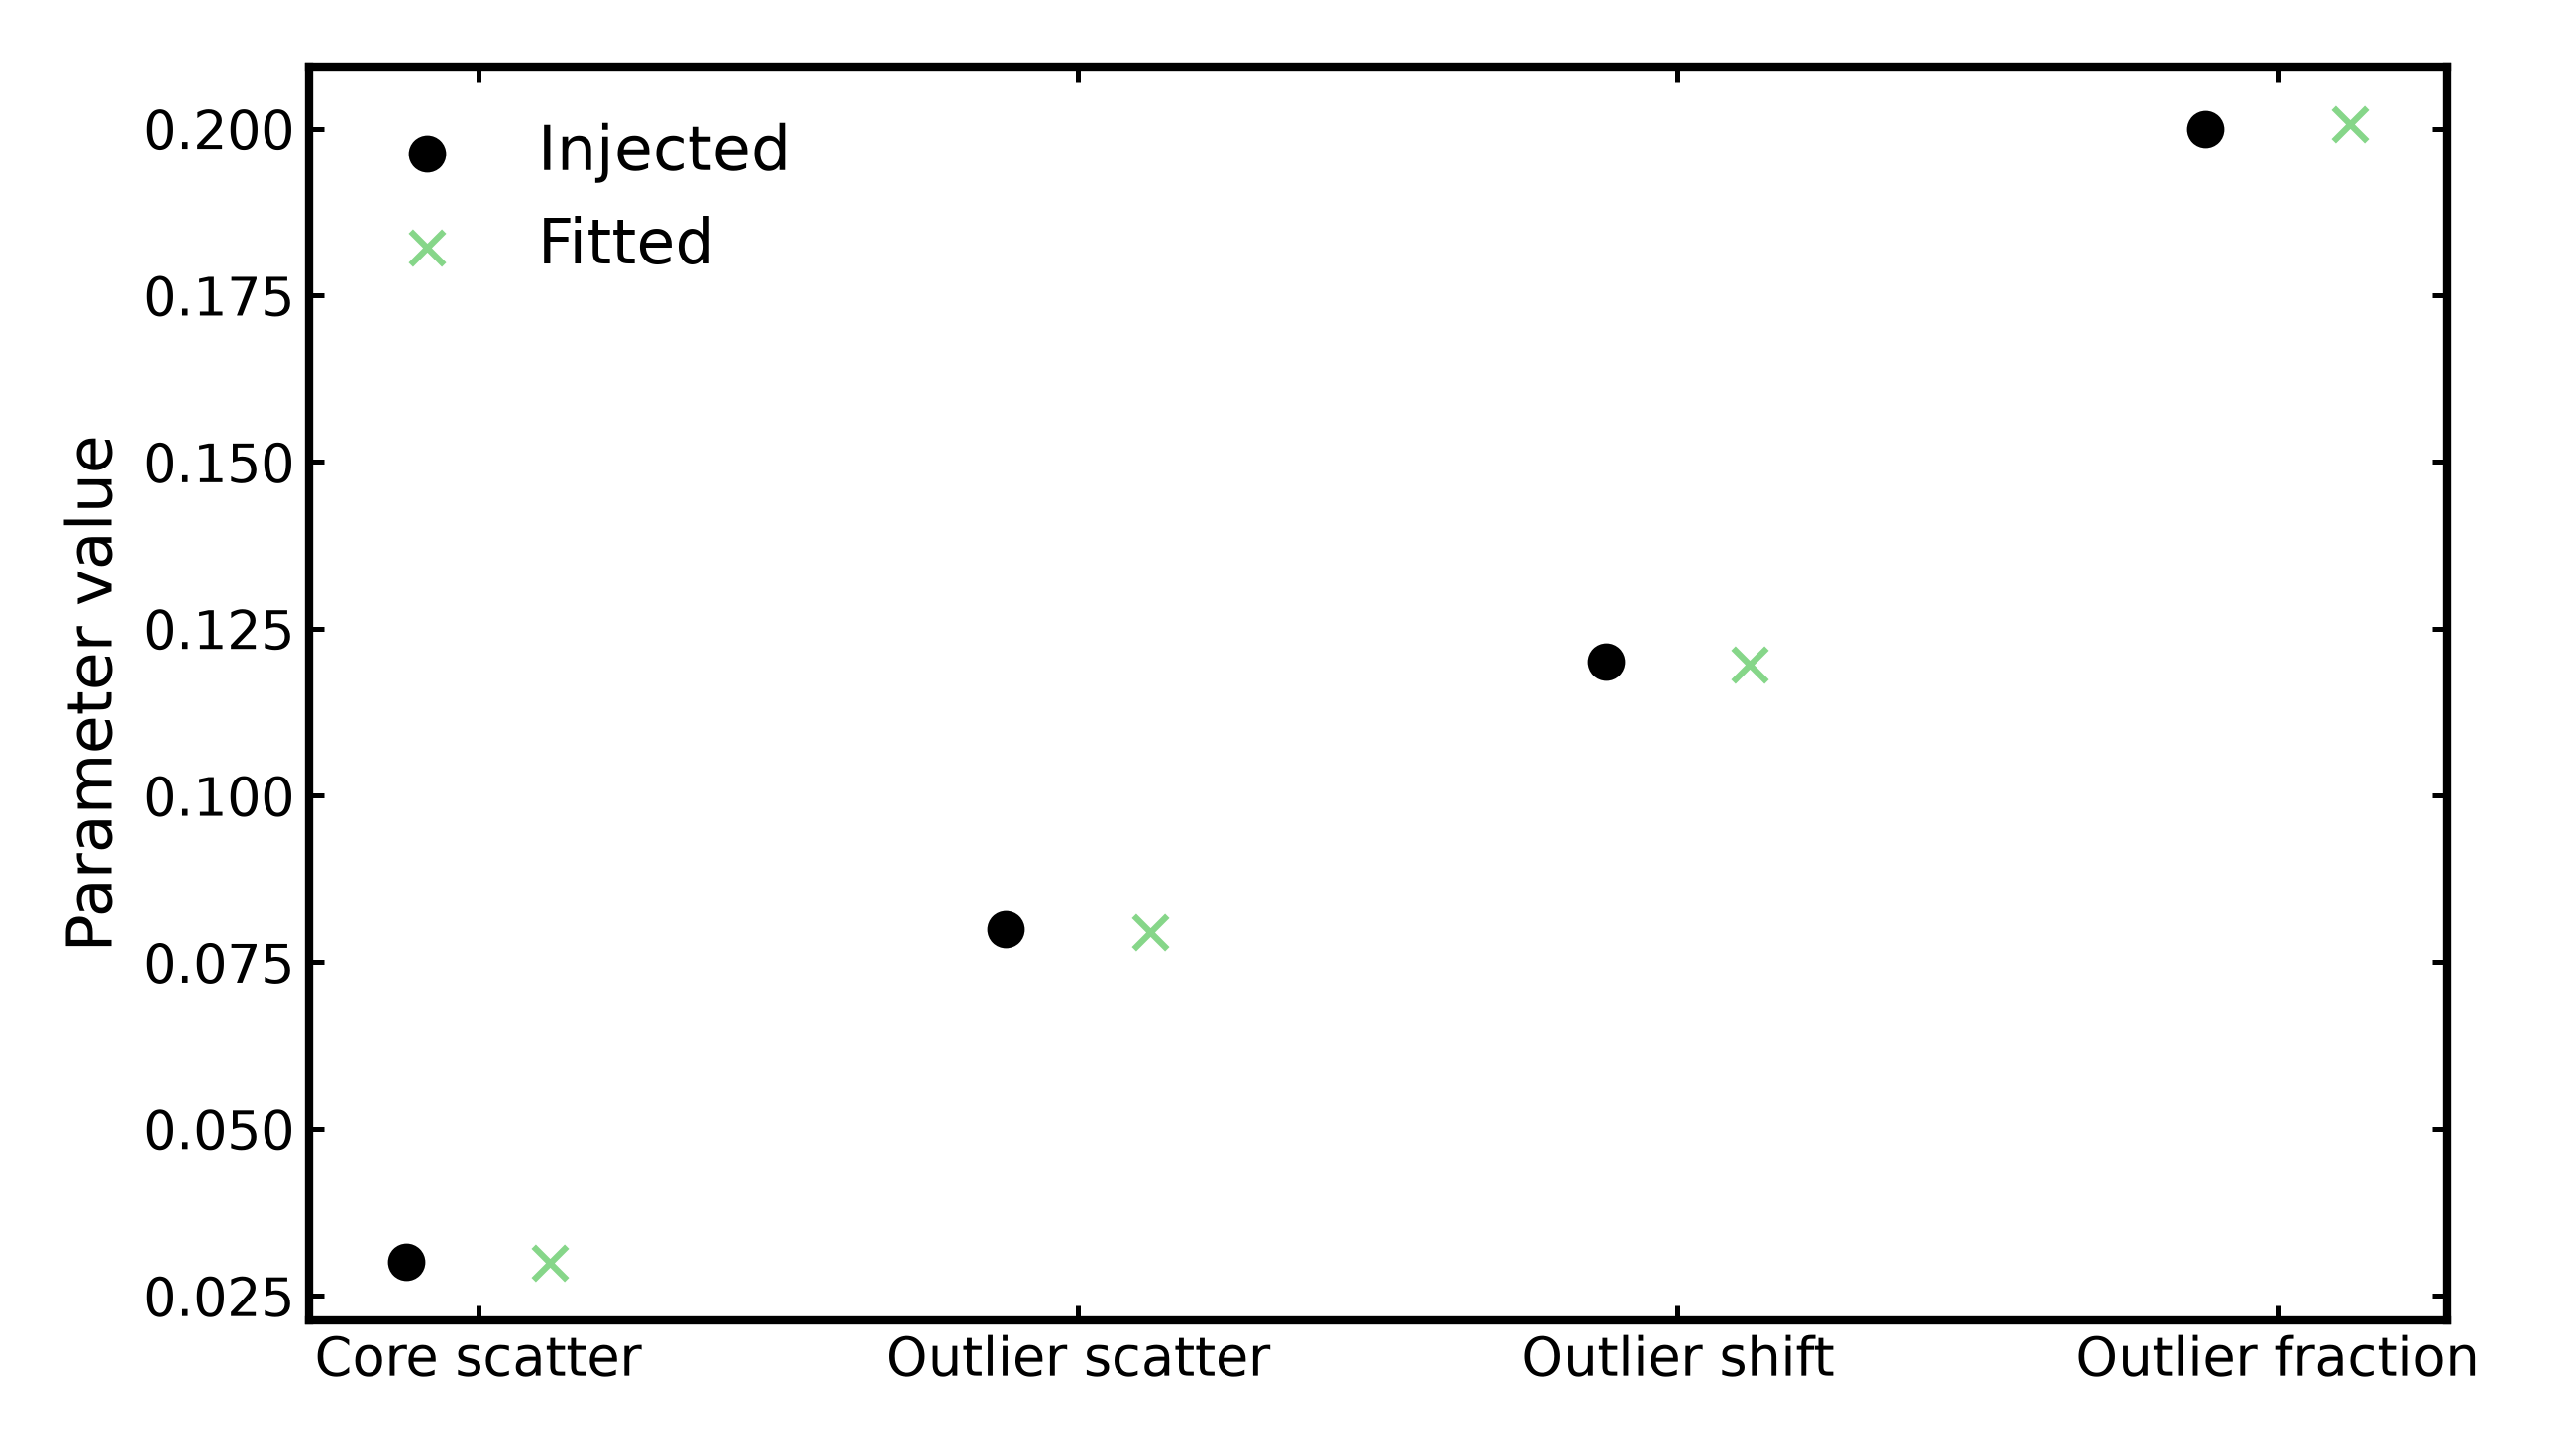 Injected
Fitted
0.200
0.175
0.150
0.125
0.100
0.075
0.050
0.025
Parameter value
Core scatter
Outlier scatter
Outlier shift
Outlier fraction